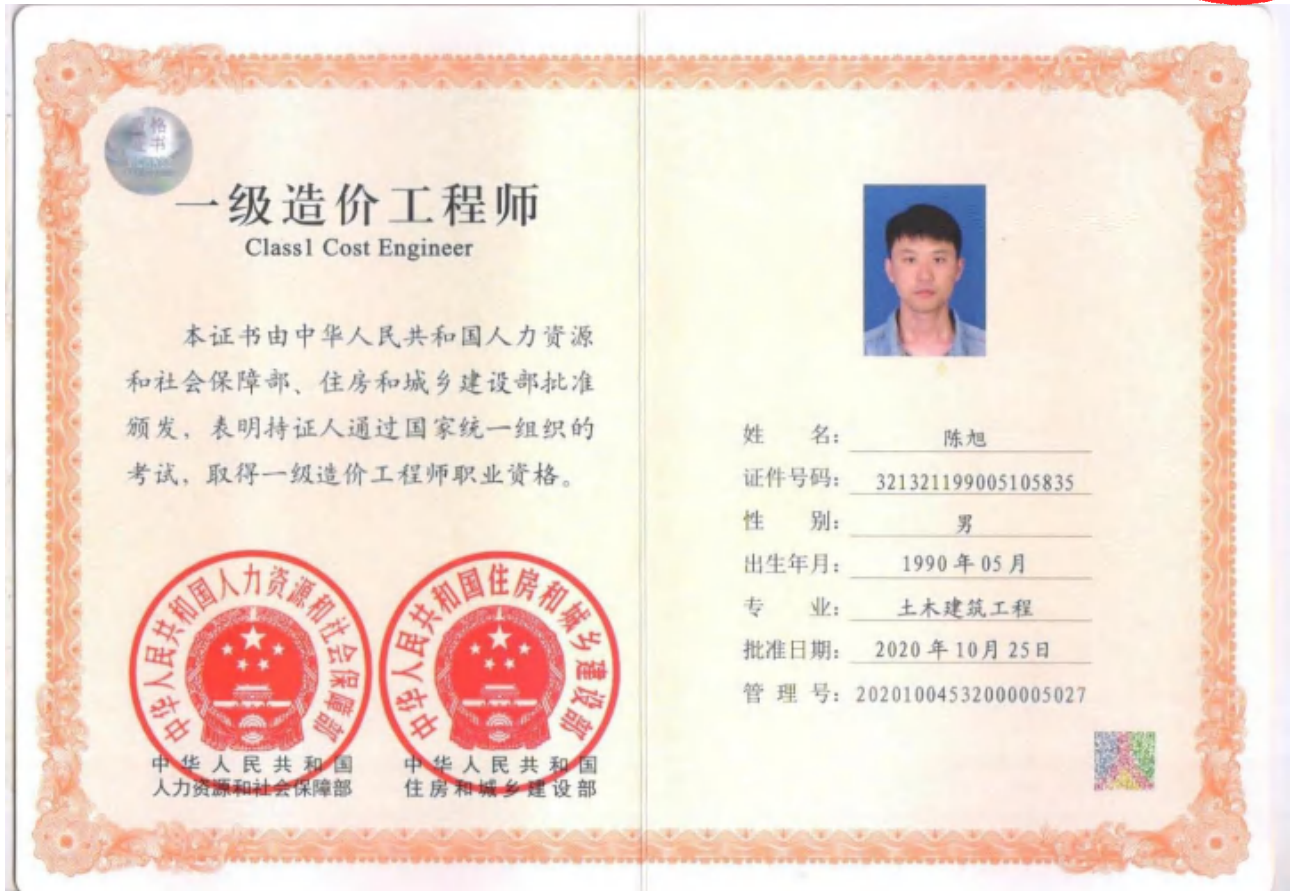 一级造价工程师
Class1 Cost Engineer
本证书由中华人民共和国人力资源
和社会保障部、住房和城乡建设部批准
颁发，表明持证人通过国家统一组织的
考试，取得一级造价工程师职业资格。
中华人民共和国人力资源和社会保障部
中华人民共和国住房和城乡建设部
中华人民共和国
人力资源和社会保障部
中华人民共和国
住房和城乡建设部
姓 名：陈旭
证件号码：321321199005105835
性 别：男
出生年月：1990年05月
专 业：土木建筑工程
批准日期：2020年10月25日
管 理 号：20201004532000005027